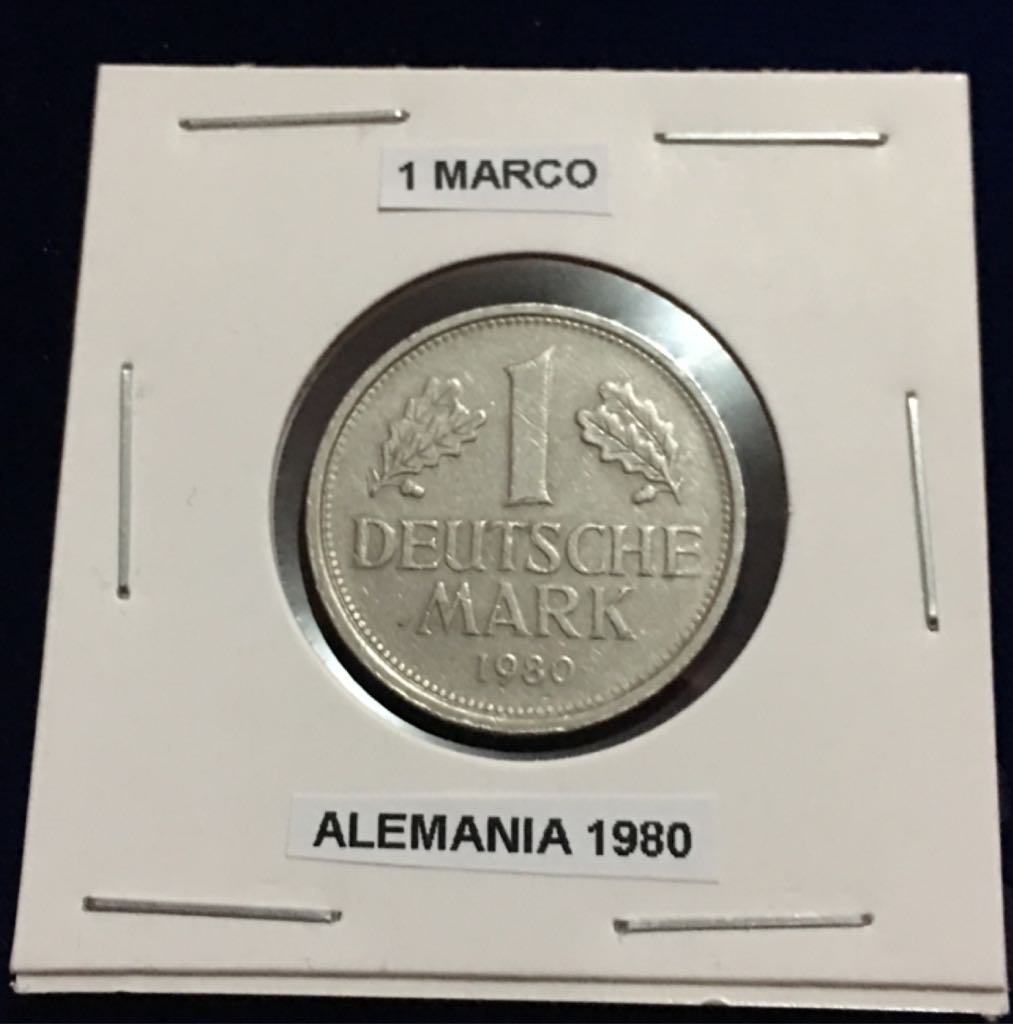 1 MARCO
1
DEUTSCHE
MARK
1980
ALEMANIA 1980